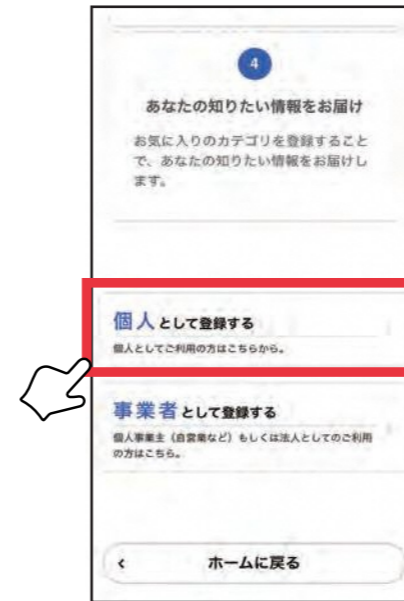 4
あなたの知りたい情報をお届け
お気に入りのカテゴリを登録すること
で、あなたの知りたい情報をお届けし
ます。
個人として登録する
個人としてご利用の方はこちらから。
事業者として登録する
個人事業主（自営業など）もしくは法人としてのご利用
の方はこちら。
‹ ホームに戻る